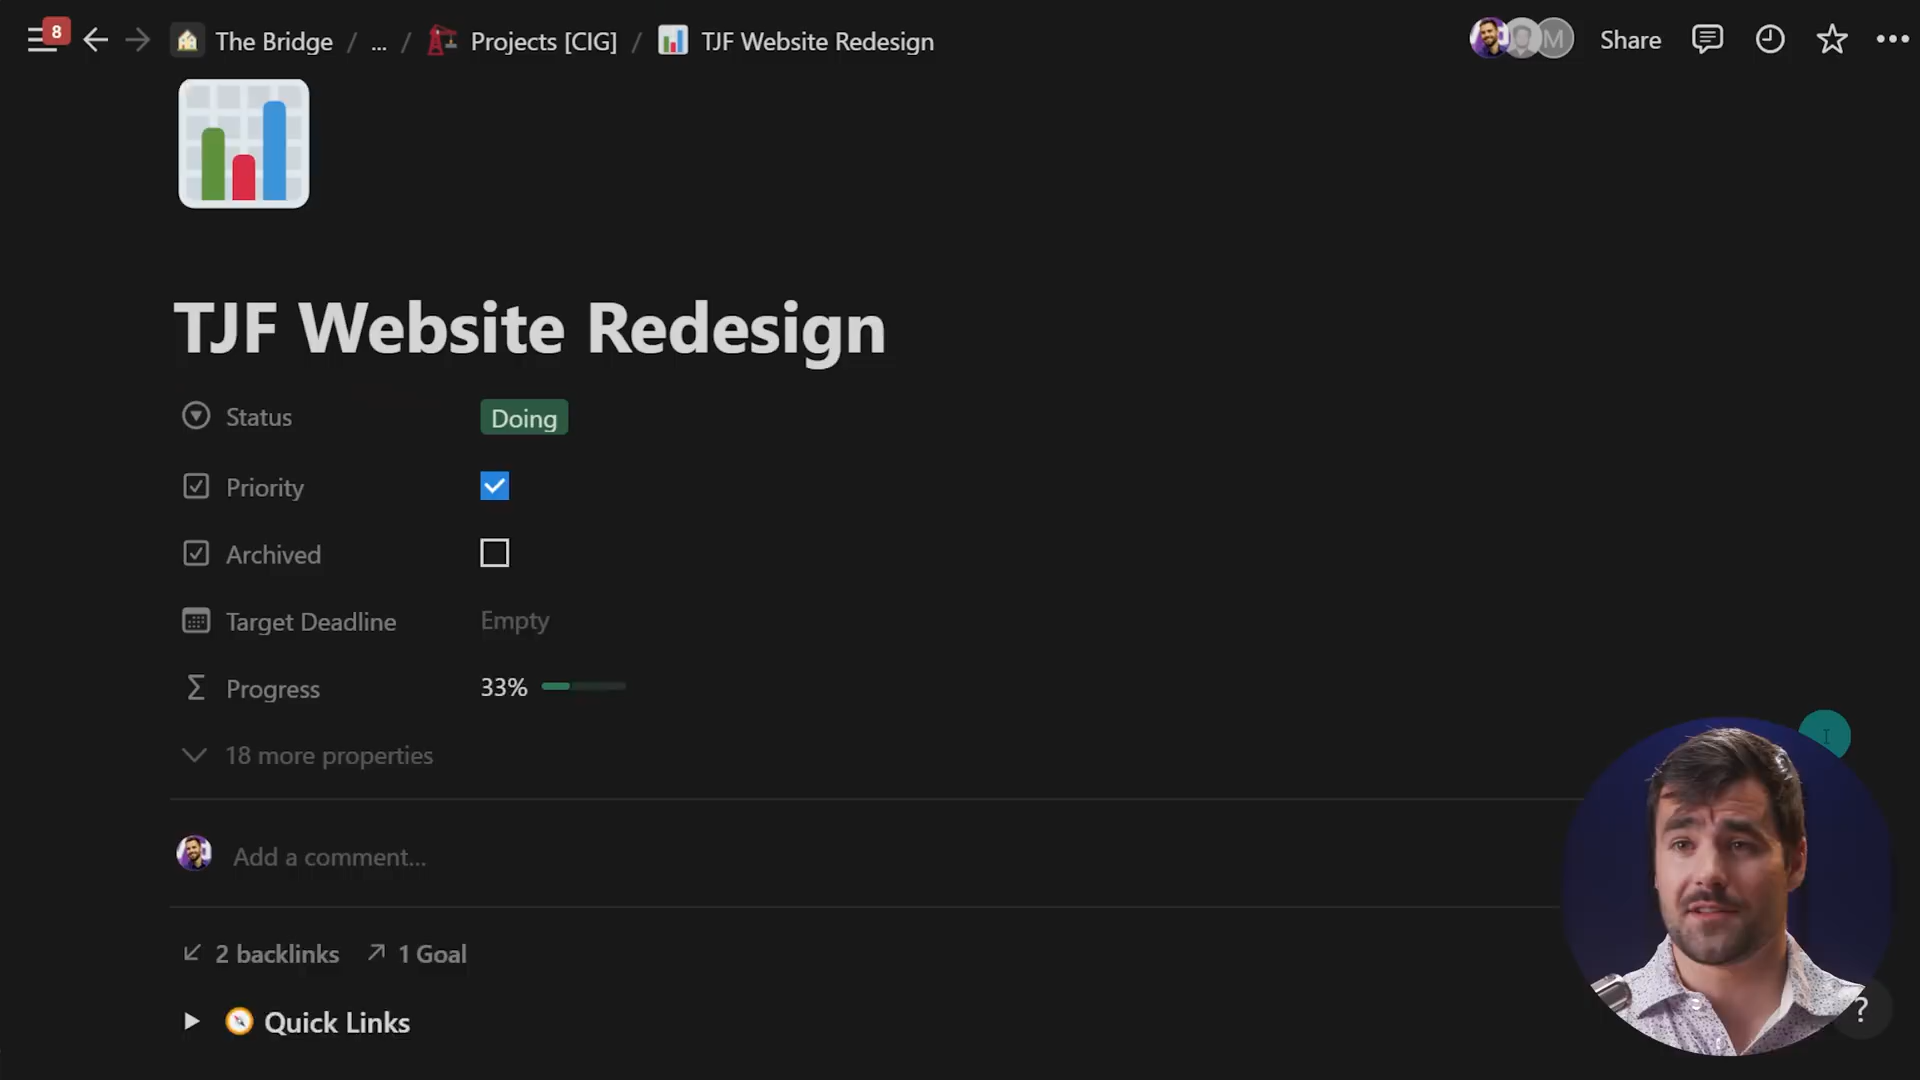 8
The Bridge / ... / Projects [CIG] / TJF Website Redesign
M
Share
TJF Website Redesign
Status Doing
Priority
Archived
Target Deadline Empty
Progress 33%
18 more properties
Add a comment...
2 backlinks 1 Goal
Quick Links
?